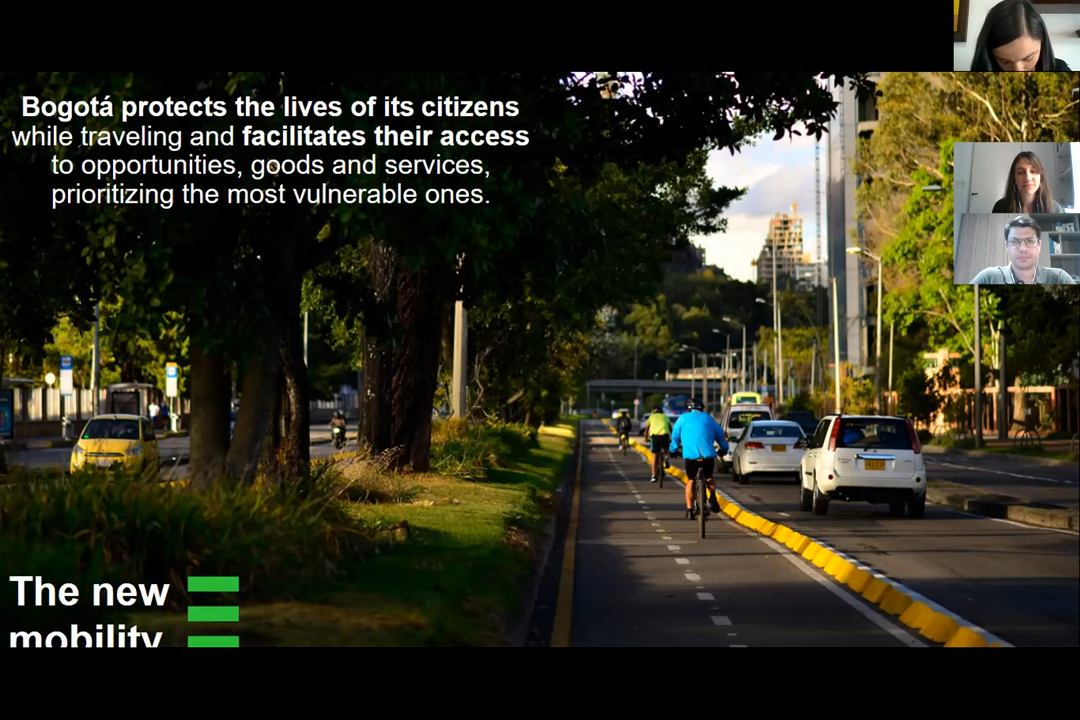 Bogotá protects the lives of its citizens
while traveling and facilitates their access
to opportunities, goods and services,
prioritizing the most vulnerable ones.
The new
mobility